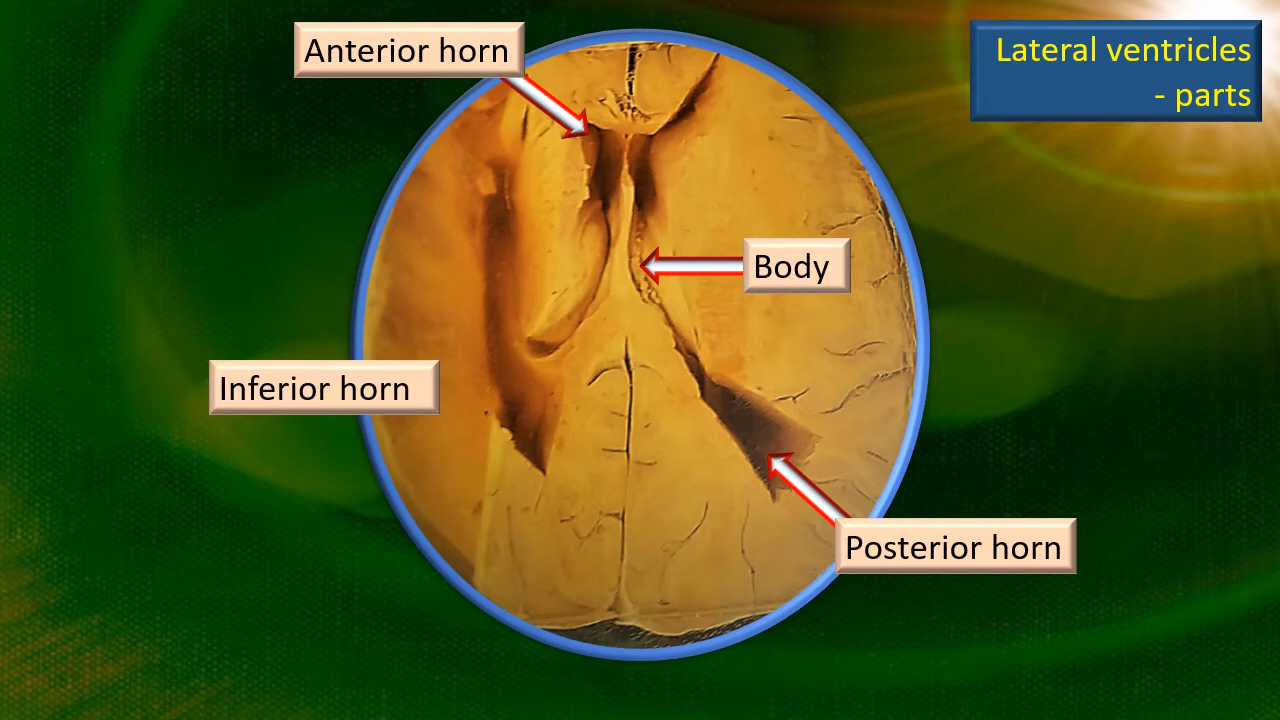 Anterior horn
Lateral ventricles
- parts
Body
Inferior horn
Posterior horn